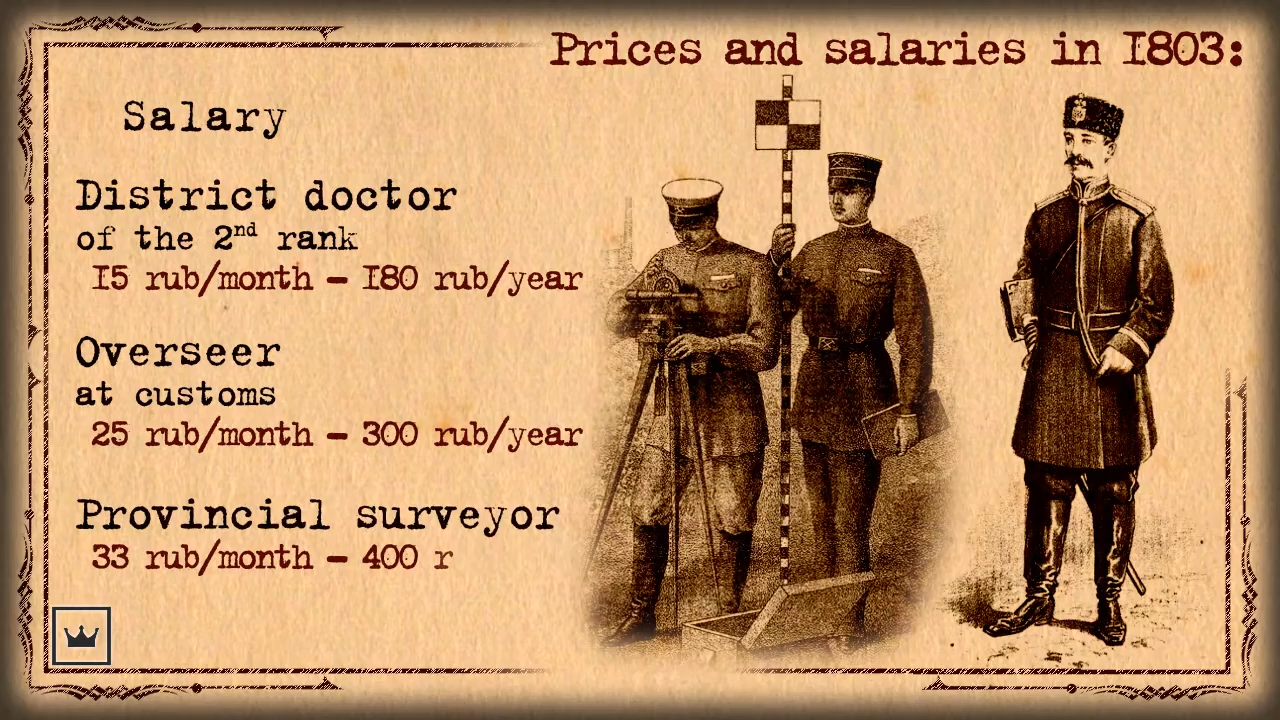 Prices and salaries in 1803:
Salary
District doctor
of the 2nd rank
15 rub/month – 180 rub/year
Overseer
at customs
25 rub/month – 300 rub/year
Provincial surveyor
33 rub/month – 400 r